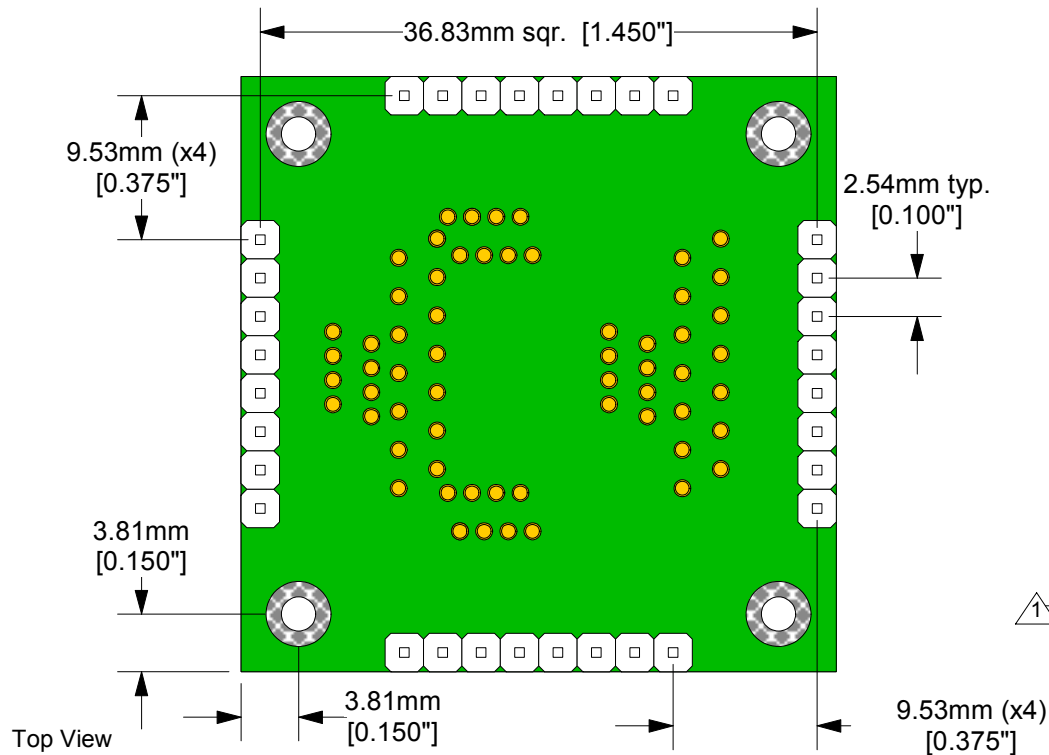 36.83mm sqr. [1.450"]
9.53mm (x4)
[0.375"]
2.54mm typ.
[0.100"]
3.81mm
[0.150"]
1
3.81mm
[0.150"]
9.53mm (x4)
[0.375"]
Top View